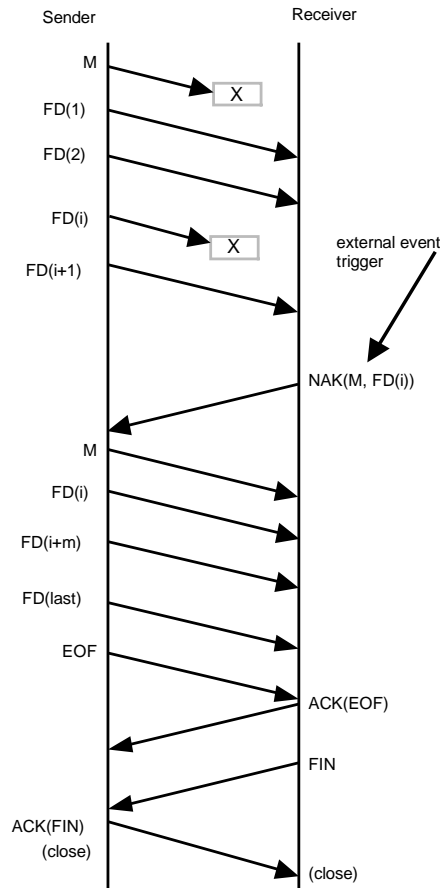 Sender
Receiver
M
X
FD(1)
FD(2)
FD(i)
X
FD(i+1)
external event
trigger
NAK(M, FD(i))
M
FD(i)
FD(i+m)
FD(last)
EOF
ACK(EOF)
FIN
ACK(FIN)
(close)
(close)